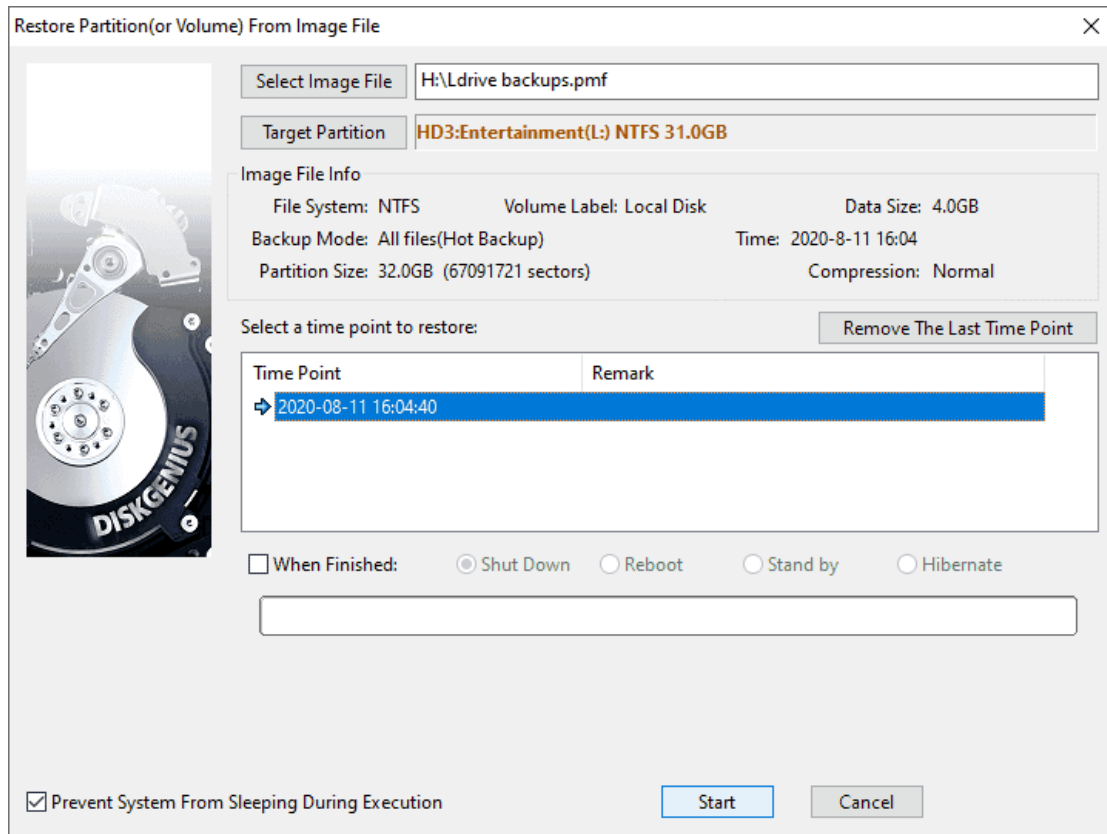 Restore Partition(or Volume) From Image File
Select Image File H:\Ldrive backups.pmf
Target Partition HD3:Entertainment(L:) NTFS 31.0GB
Image File Info
File System: NTFS Volume Label: Local Disk Data Size: 4.0GB
Backup Mode: All files(Hot Backup) Time: 2020-8-11 16:04
Partition Size: 32.0GB (67091721 sectors) Compression: Normal
Select a time point to restore: Remove The Last Time Point
Time Point Remark
2020-08-11 16:04:40
DISKGENIUS
When Finished: Shut Down Reboot Stand by Hibernate
Prevent System From Sleeping During Execution Start Cancel